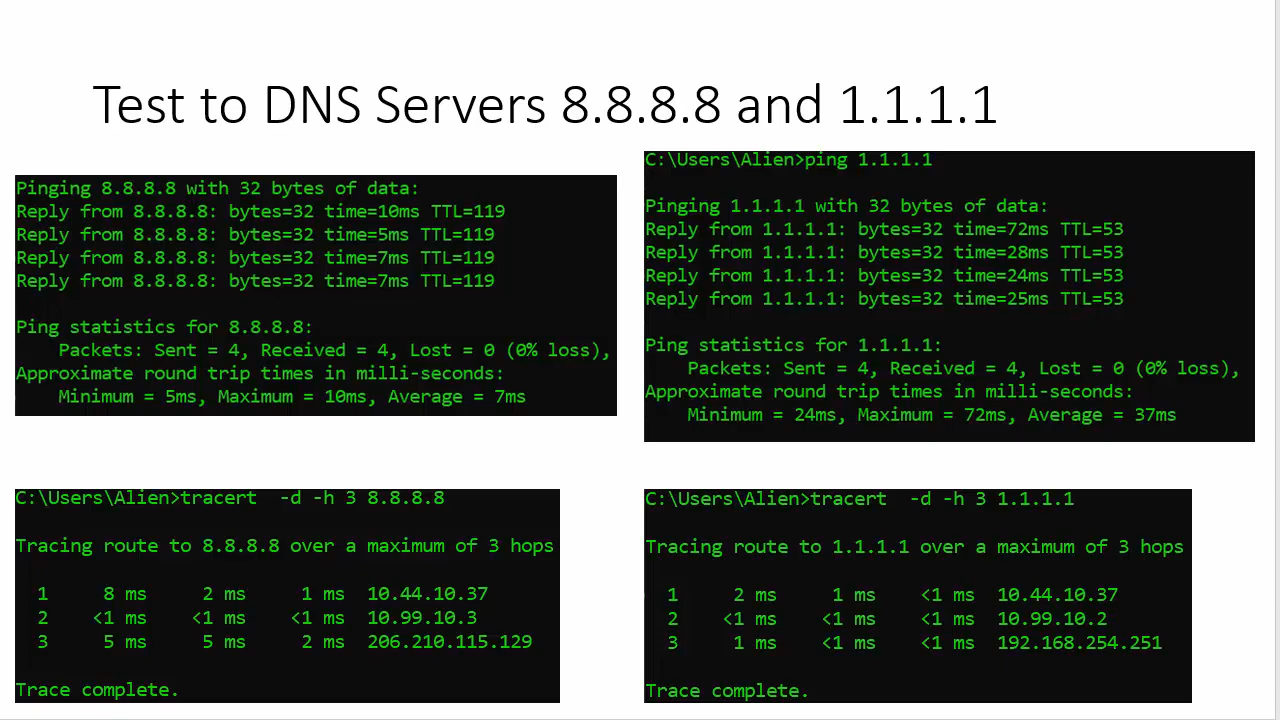 Test to DNS Servers 8.8.8.8 and 1.1.1.1
Pinging 8.8.8.8 with 32 bytes of data:
Reply from 8.8.8.8: bytes=32 time=10ms TTL=119
Reply from 8.8.8.8: bytes=32 time=5ms TTL=119
Reply from 8.8.8.8: bytes=32 time=7ms TTL=119
Reply from 8.8.8.8: bytes=32 time=7ms TTL=119
Ping statistics for 8.8.8.8:
Packets: Sent = 4, Received = 4, Lost = 0 (0% loss),
Approximate round trip times in milli-seconds:
Minimum = 5ms, Maximum = 10ms, Average = 7ms
C:\Users\Alien>ping 1.1.1.1
Pinging 1.1.1.1 with 32 bytes of data:
Reply from 1.1.1.1: bytes=32 time=72ms TTL=53
Reply from 1.1.1.1: bytes=32 time=28ms TTL=53
Reply from 1.1.1.1: bytes=32 time=24ms TTL=53
Reply from 1.1.1.1: bytes=32 time=25ms TTL=53
Ping statistics for 1.1.1.1:
Packets: Sent = 4, Received = 4, Lost = 0 (0% loss),
Approximate round trip times in milli-seconds:
Minimum = 24ms, Maximum = 72ms, Average = 37ms
C:\Users\Alien>tracert  -d -h 3 8.8.8.8
Tracing route to 8.8.8.8 over a maximum of 3 hops
1 8 ms 2 ms 1 ms 10.44.10.37
2 <1 ms <1 ms <1 ms 10.99.10.3
3 5 ms 5 ms 2 ms 206.210.115.129
Trace complete.
C:\Users\Alien>tracert  -d -h 3 1.1.1.1
Tracing route to 1.1.1.1 over a maximum of 3 hops
1 2 ms 1 ms <1 ms 10.44.10.37
2 <1 ms <1 ms <1 ms 10.99.10.2
3 1 ms <1 ms <1 ms 192.168.254.251
Trace complete.